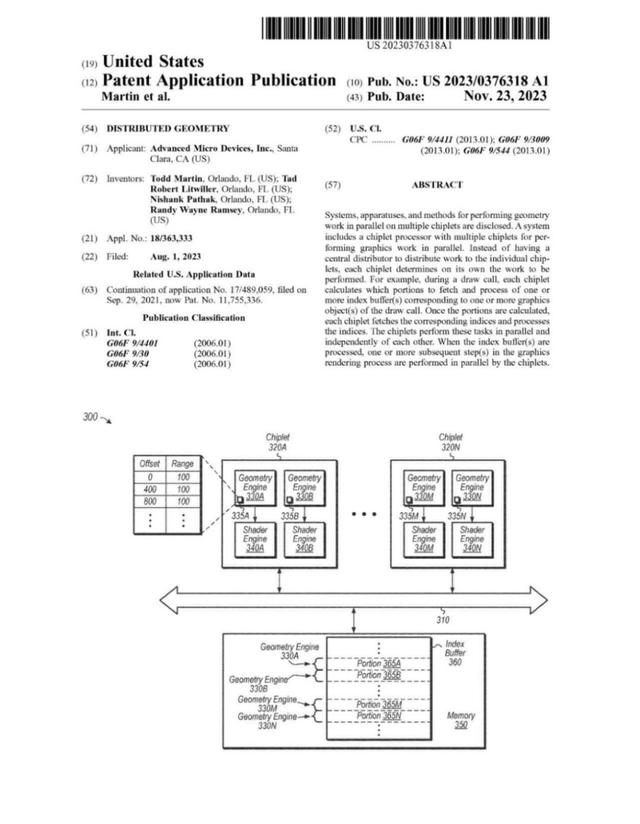 US 20230376318A1
(19) United States
(12) Patent Application Publication (10) Pub. No.: US 2023/0376318 A1
Martin et al. (43) Pub. Date: Nov. 23, 2023
(54) DISTRIBUTED GEOMETRY
(71) Applicant: Advanced Micro Devices, Inc., Santa
Clara, CA (US)
(72) Inventors: Todd Martin, Orlando, FL (US); Tad
Robert Litwiller, Orlando, FL (US);
Nishank Pathak, Orlando, FL (US);
Randy Wayne Ramsey, Orlando, FL
(US)
(21) Appl. No.: 18/363,333
(22) Filed: Aug. 1, 2023
Related U.S. Application Data
(63) Continuation of application No. 17/489,059, filed on
Sep. 29, 2021, now Pat. No. 11,755,336.
Publication Classification
(51) Int. Cl.
G06F 9/4401 (2006.01)
G06F 9/30 (2006.01)
G06F 9/54 (2006.01)
(52) U.S. Cl.
CPC .......... G06F 9/4411 (2013.01); G06F 9/3009
(2013.01); G06F 9/544 (2013.01)
(57) ABSTRACT
Systems, apparatuses, and methods for performing geometry
work in parallel on multiple chiplets are disclosed. A system
includes a chiplet processor with multiple chiplets for per-
forming graphics work in parallel. Instead of having a
central distributor to distribute work to the individual chip-
lets, each chiplet determines on its own the work to be
performed. For example, during a draw call, each chiplet
calculates which portions to fetch and process of one or
more index buffer(s) corresponding to one or more graphics
object(s) of the draw call. Once the portions are calculated,
each chiplet fetches the corresponding indices and processes
the indices. The chiplets perform these tasks in parallel and
independently of each other. When the index buffer(s) are
processed, one or more subsequent step(s) in the graphics
rendering process are performed in parallel by the chiplets.
300
Chiplet
320A
Chiplet
320N
Offset Range
0 100
400 100
800 100
Geometry
Engine
330A
Geometry
Engine
330B
Geometry
Engine
330M
Geometry
Engine
330N
335A
335B
335M
335N
Shader
Engine
340A
Shader
Engine
340B
Shader
Engine
340M
Shader
Engine
340N
310
Geometry Engine
330A
Geometry Engine
330B
Geometry Engine
330M
Geometry Engine
330N
Portion 365A
Portion 365B
Portion 365M
Portion 365N
Index
Buffer
360
Memory
350